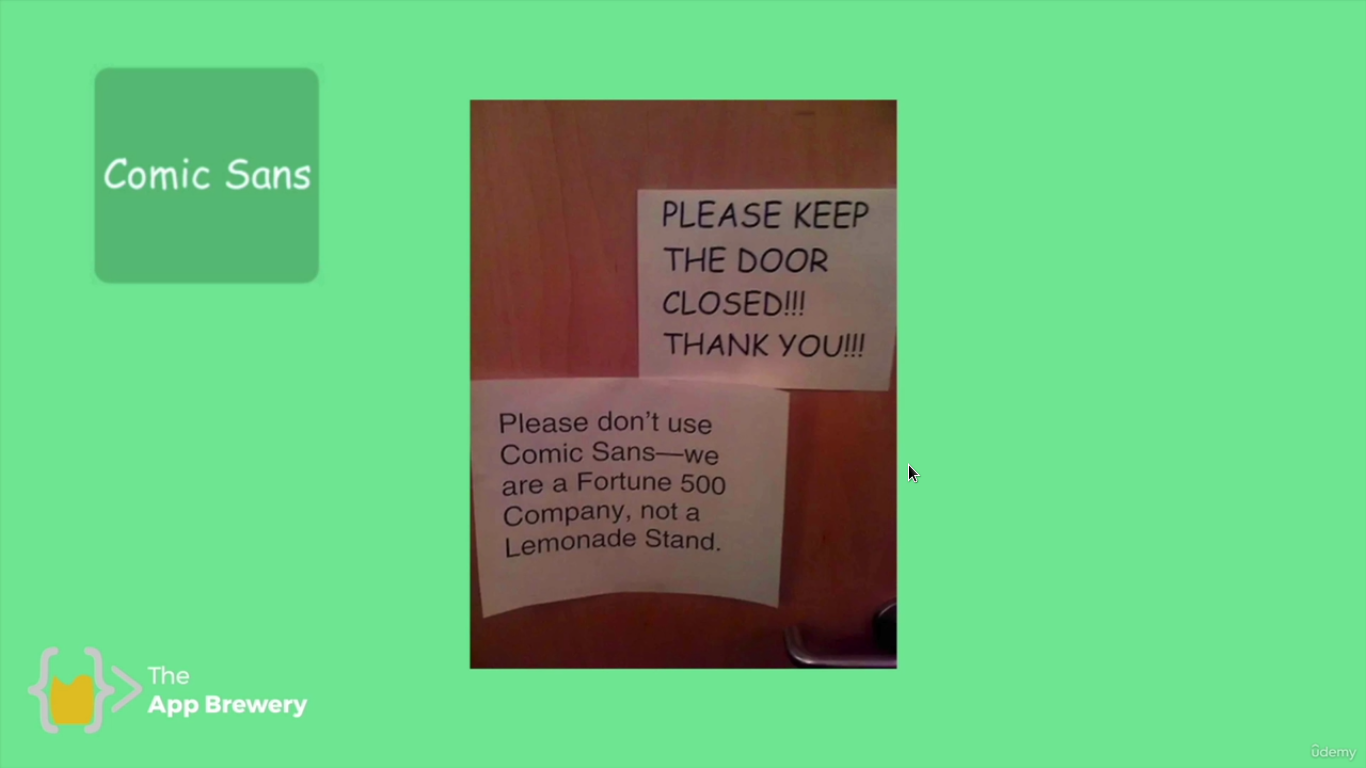 Comic Sans
PLEASE KEEP
THE DOOR
CLOSED!!!
THANK YOU!!!
Please don't use
Comic Sans—we
are a Fortune 500
Company, not a
Lemonade Stand.
The
App Brewery
ûdemy